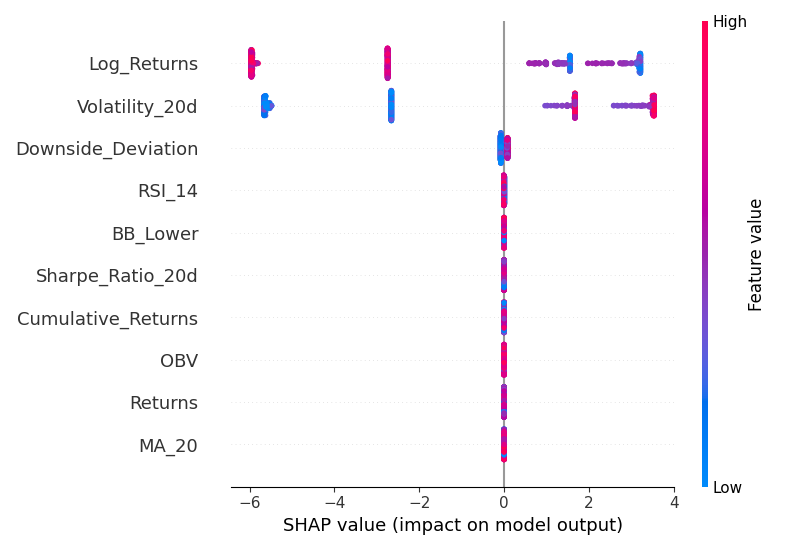 High
Log_Returns
Volatility_20d
Downside_Deviation
RSI_14
BB_Lower
Sharpe_Ratio_20d
Cumulative_Returns
OBV
Returns
MA_20
Feature value
Low
−6 −4 −2 0 2 4
SHAP value (impact on model output)